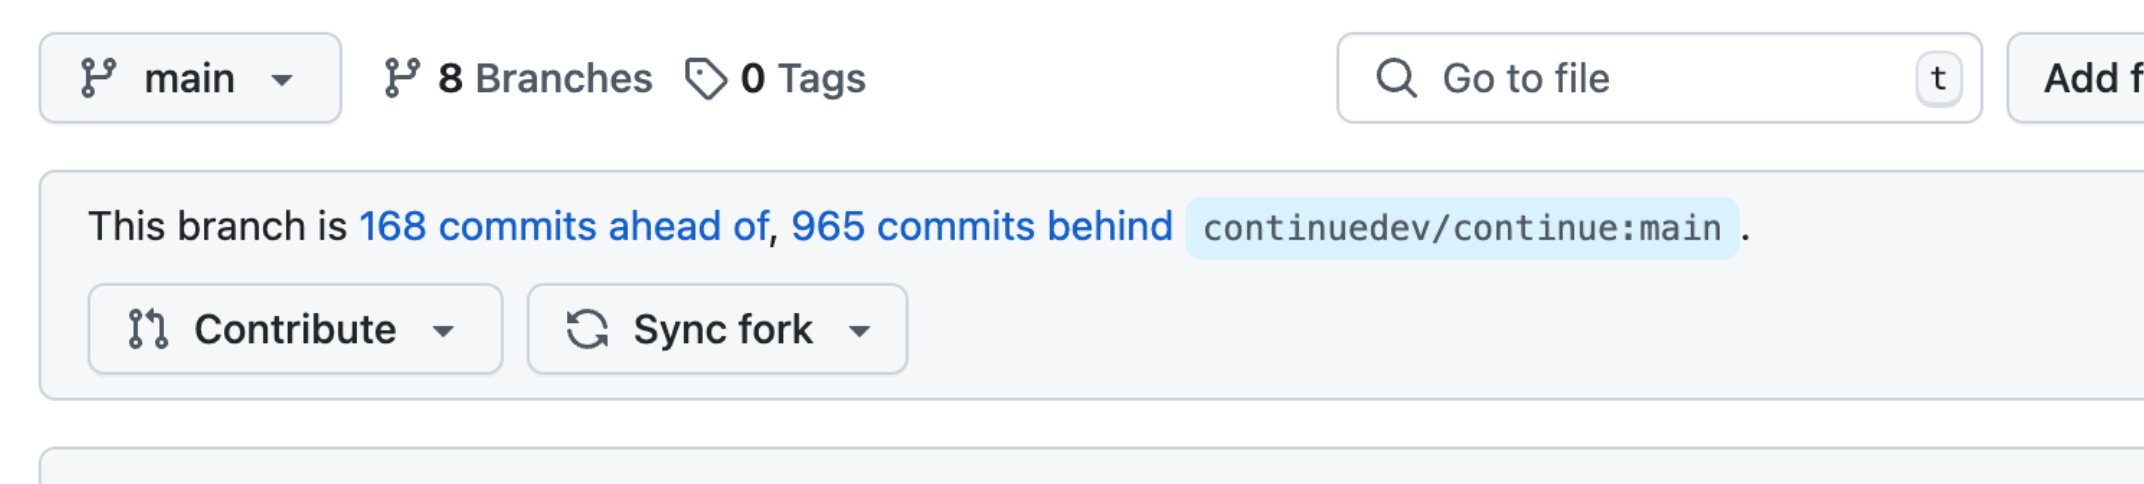 main 8 Branches 0 Tags Go to file t Add f
This branch is 168 commits ahead of, 965 commits behind continuedev/continue:main .
Contribute Sync fork